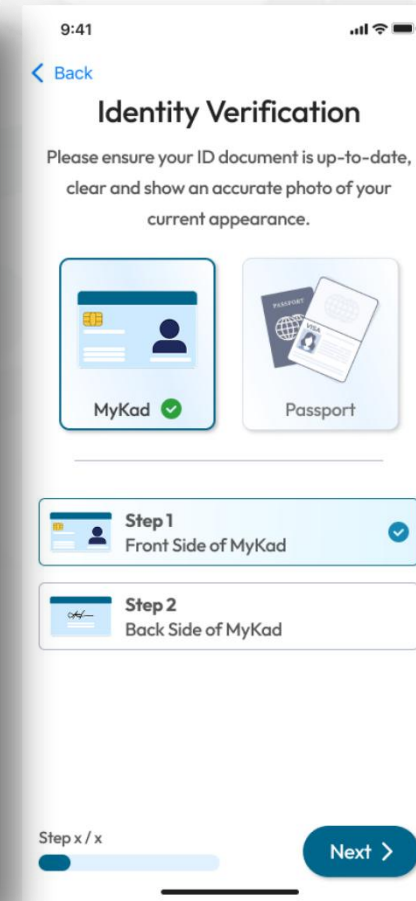 9:41
Back
Identity Verification
Please ensure your ID document is up-to-date,
clear and show an accurate photo of your
current appearance.
PASSPORT
VISA
MyKad
Passport
Step 1
Front Side of MyKad
Step 2
Back Side of MyKad
Step x / x
Next